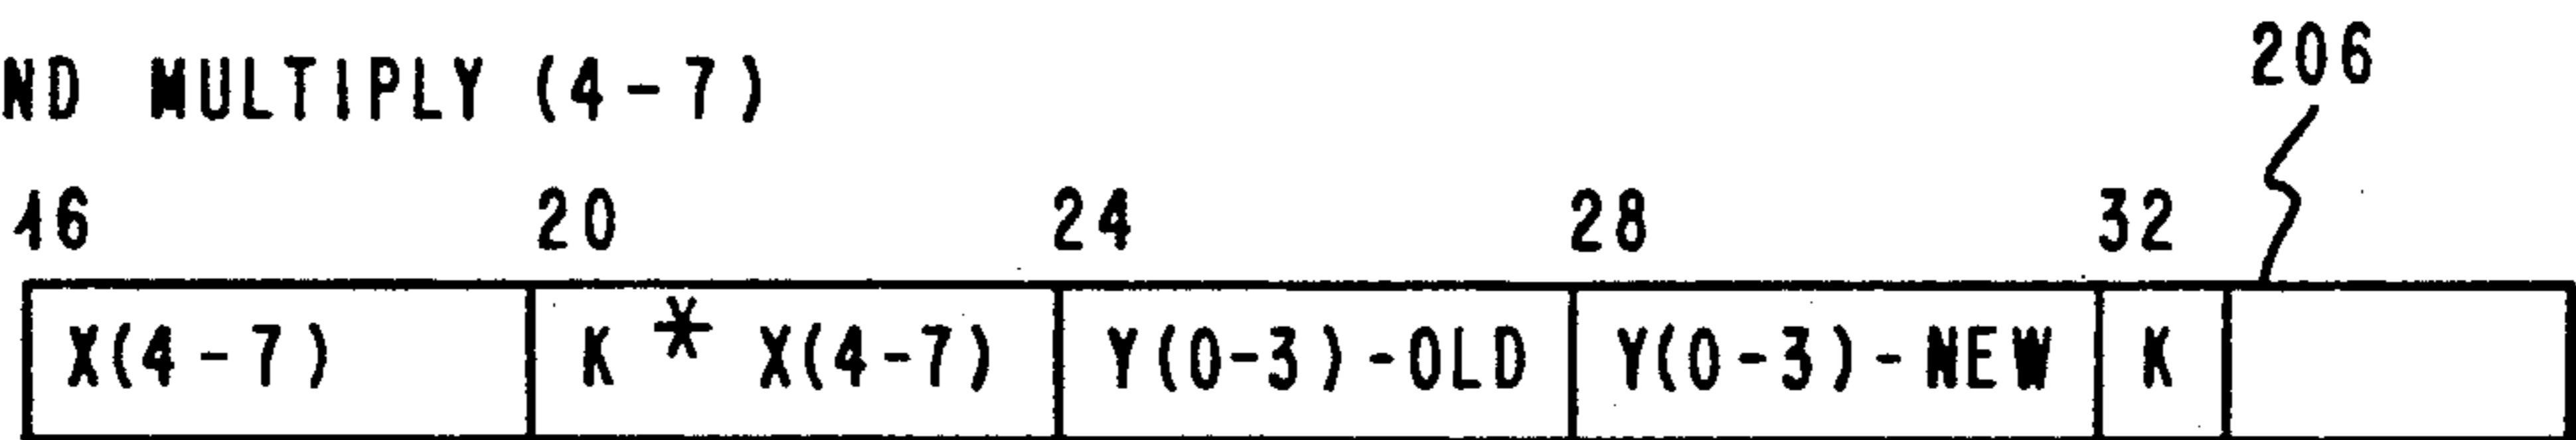 206
ND MULTIPLY (4-7)
16 20 24 28 32
X(4-7) K * X(4-7) Y(0-3)-OLD Y(0-3)-NEW K